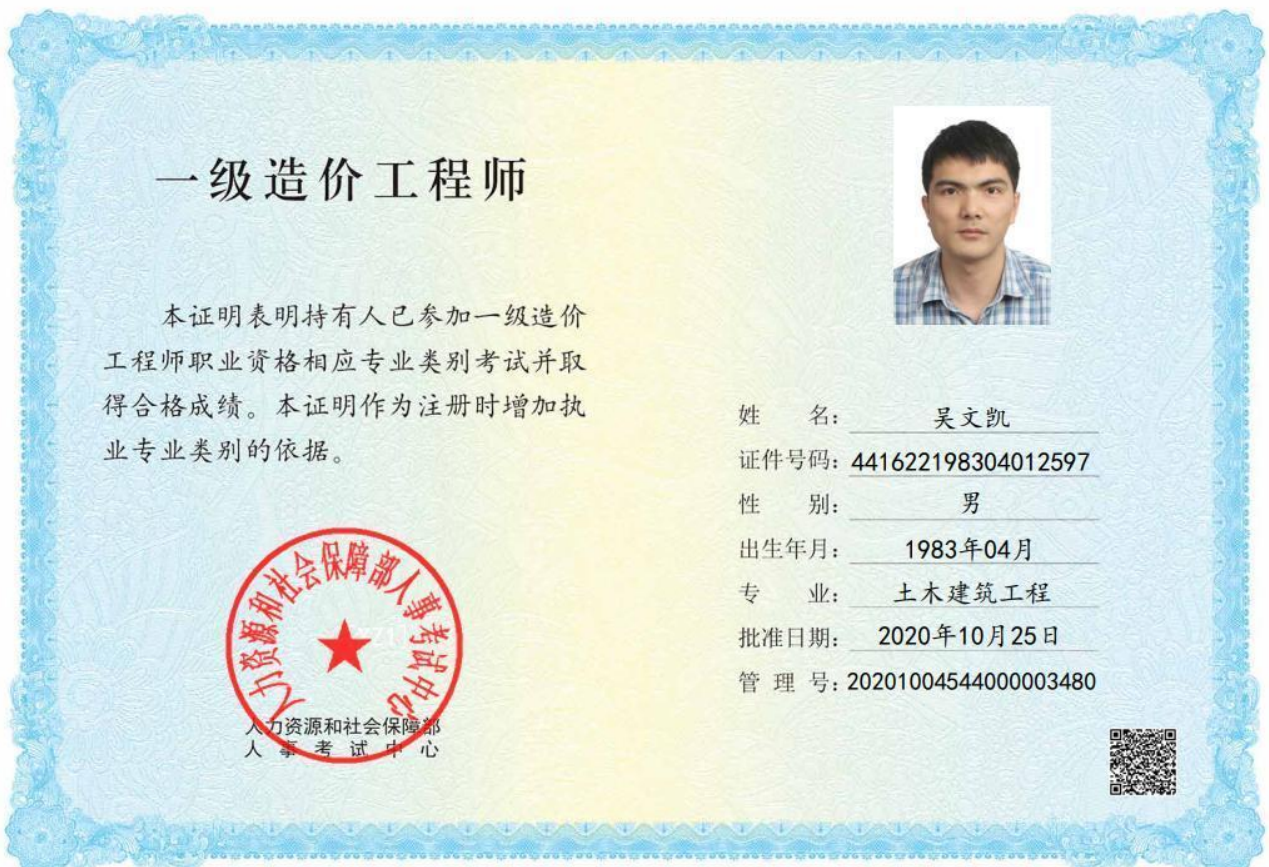 一级造价工程师
本证明表明持有人已参加一级造价
工程师职业资格相应专业类别考试并取
得合格成绩。本证明作为注册时增加执
业专业类别的依据。
人力资源和社会保障部人事考试中心
人力资源和社会保障部
人事考试中心
姓名：吴文凯
证件号码：441622198304012597
性别：男
出生年月：1983年04月
专业：土木建筑工程
批准日期：2020年10月25日
管理号：20201004544000003480